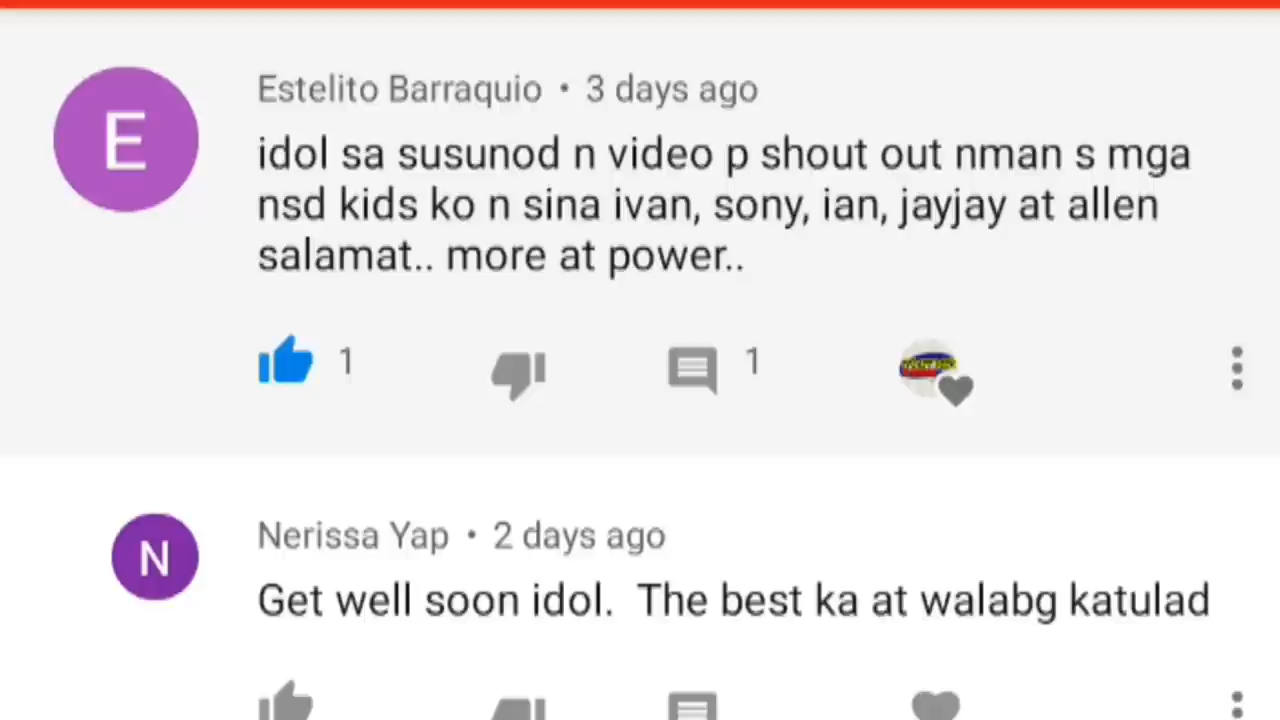 E
Estelito Barraquio • 3 days ago
idol sa susunod n video p shout out nman s mga
nsd kids ko n sina ivan, sony, ian, jayjay at allen
salamat.. more at power..
1
1
N
Nerissa Yap • 2 days ago
Get well soon idol.  The best ka at walabg katulad